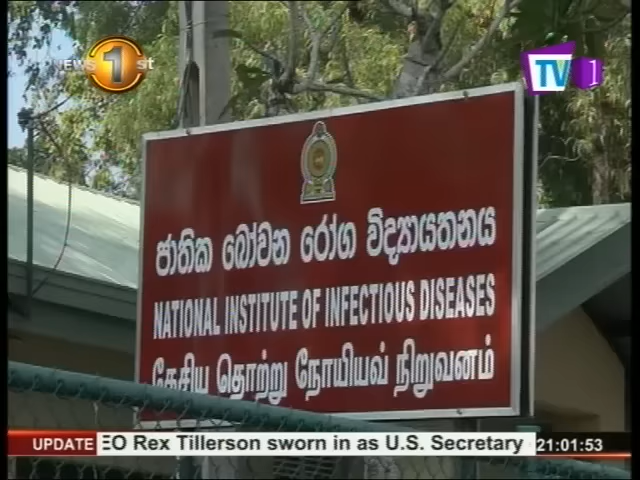 NEWS 1st
TV 1
ජාතික බෝවන රෝග විද්‍යායතනය
NATIONAL INSTITUTE OF INFECTIOUS DISEASES
தேசிய தொற்று நோயியவ் நிறுவனம்
UPDATE EO Rex Tillerson sworn in as U.S. Secretary 21:01:53